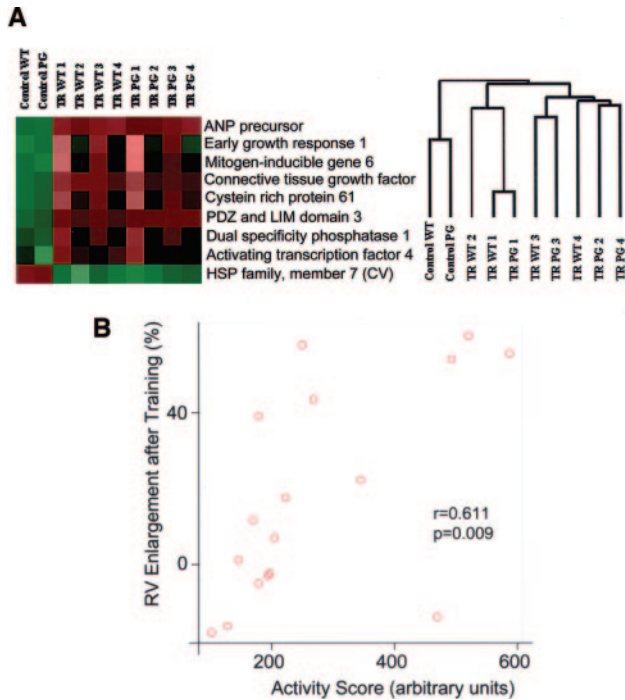 A
Control WT
Control PG
TR WT 1
TR WT 2
TR WT 3
TR WT 4
TR PG 1
TR PG 2
TR PG 3
TR PG 4
ANP precursor
Early growth response 1
Mitogen-inducible gene 6
Connective tissue growth factor
Cystein rich protein 61
PDZ and LIM domain 3
Dual specificity phosphatase 1
Activating transcription factor 4
HSP family, member 7 (CV)
Control WT
Control PG
TR WT 2
TR WT 1
TR PG 1
TR WT 3
TR PG 3
TR WT 4
TR PG 2
TR PG 4
B
RV Enlargement after Training (%)
40
0
r=0.611
p=0.009
200
400
600
Activity Score (arbitrary units)